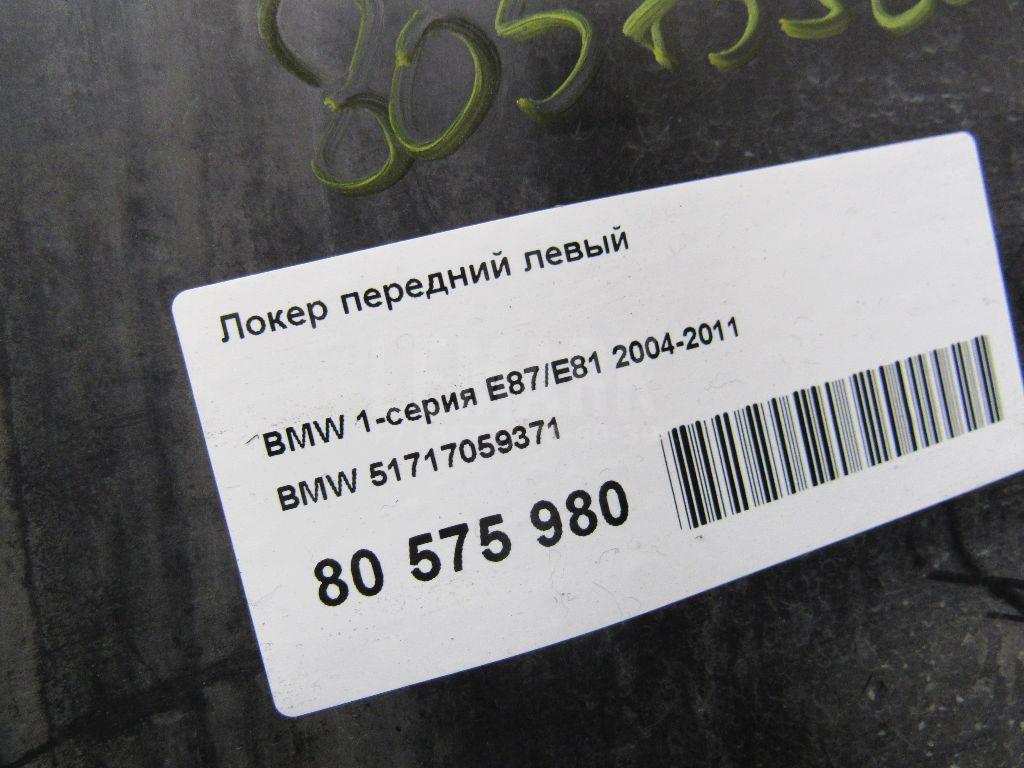 Локер передний левый
BMW 1-серия E87/E81 2004-2011
BMW 51717059371
80 575 980